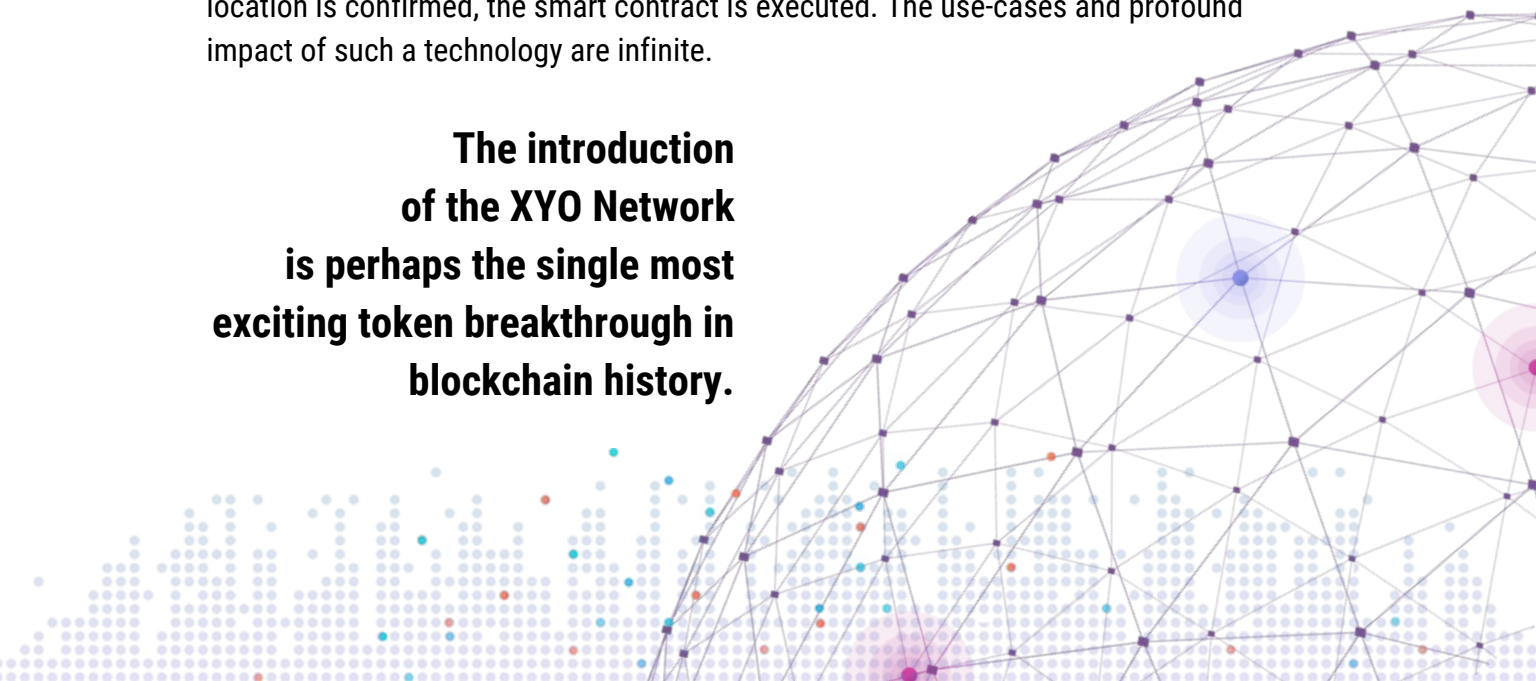 location is confirmed, the smart contract is executed. The use-cases and profound
impact of such a technology are infinite.
The introduction
of the XYO Network
is perhaps the single most
exciting token breakthrough in
blockchain history.